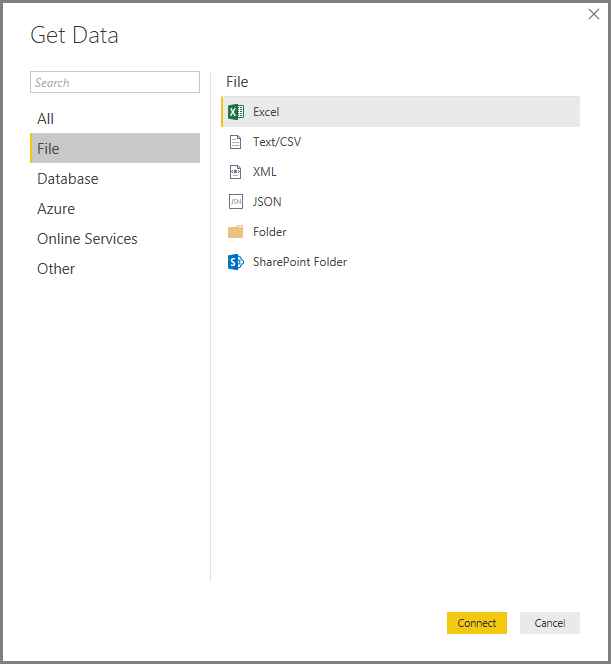 Get Data
Search
All
File
Database
Azure
Online Services
Other
File
Excel
Text/CSV
XML
JSON
Folder
SharePoint Folder
Connect
Cancel